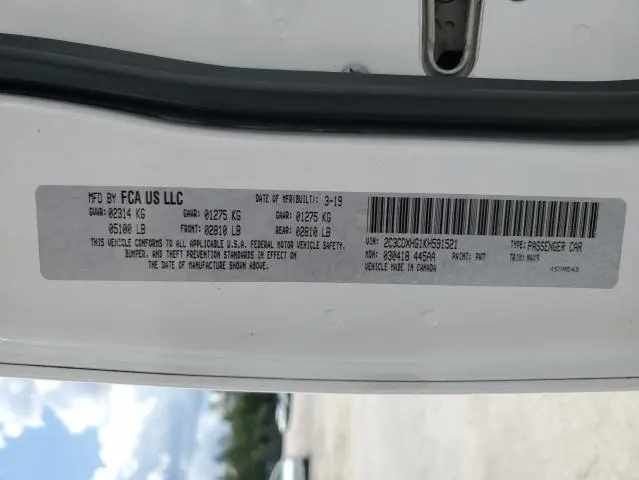 MFD BY FCA US LLC
DATE OF MFR(BUILT): 3-19
GVWR: 02314 KG GAWR: 01275 KG GAWR: 01275 KG
05100 LB FRONT: 02810 LB REAR: 02810 LB
THIS VEHICLE CONFORMS TO ALL APPLICABLE U.S.A. FEDERAL MOTOR VEHICLE SAFETY,
BUMPER, AND THEFT PREVENTION STANDARDS IN EFFECT ON
THE DATE OF MANUFACTURE SHOWN ABOVE.
VIN: 2C3CDXHG1KH591521 TYPE: PASSENGER CAR
MDH: 030418 445AA PAINT: PW7 TRIM:
VEHICLE MADE IN CANADA